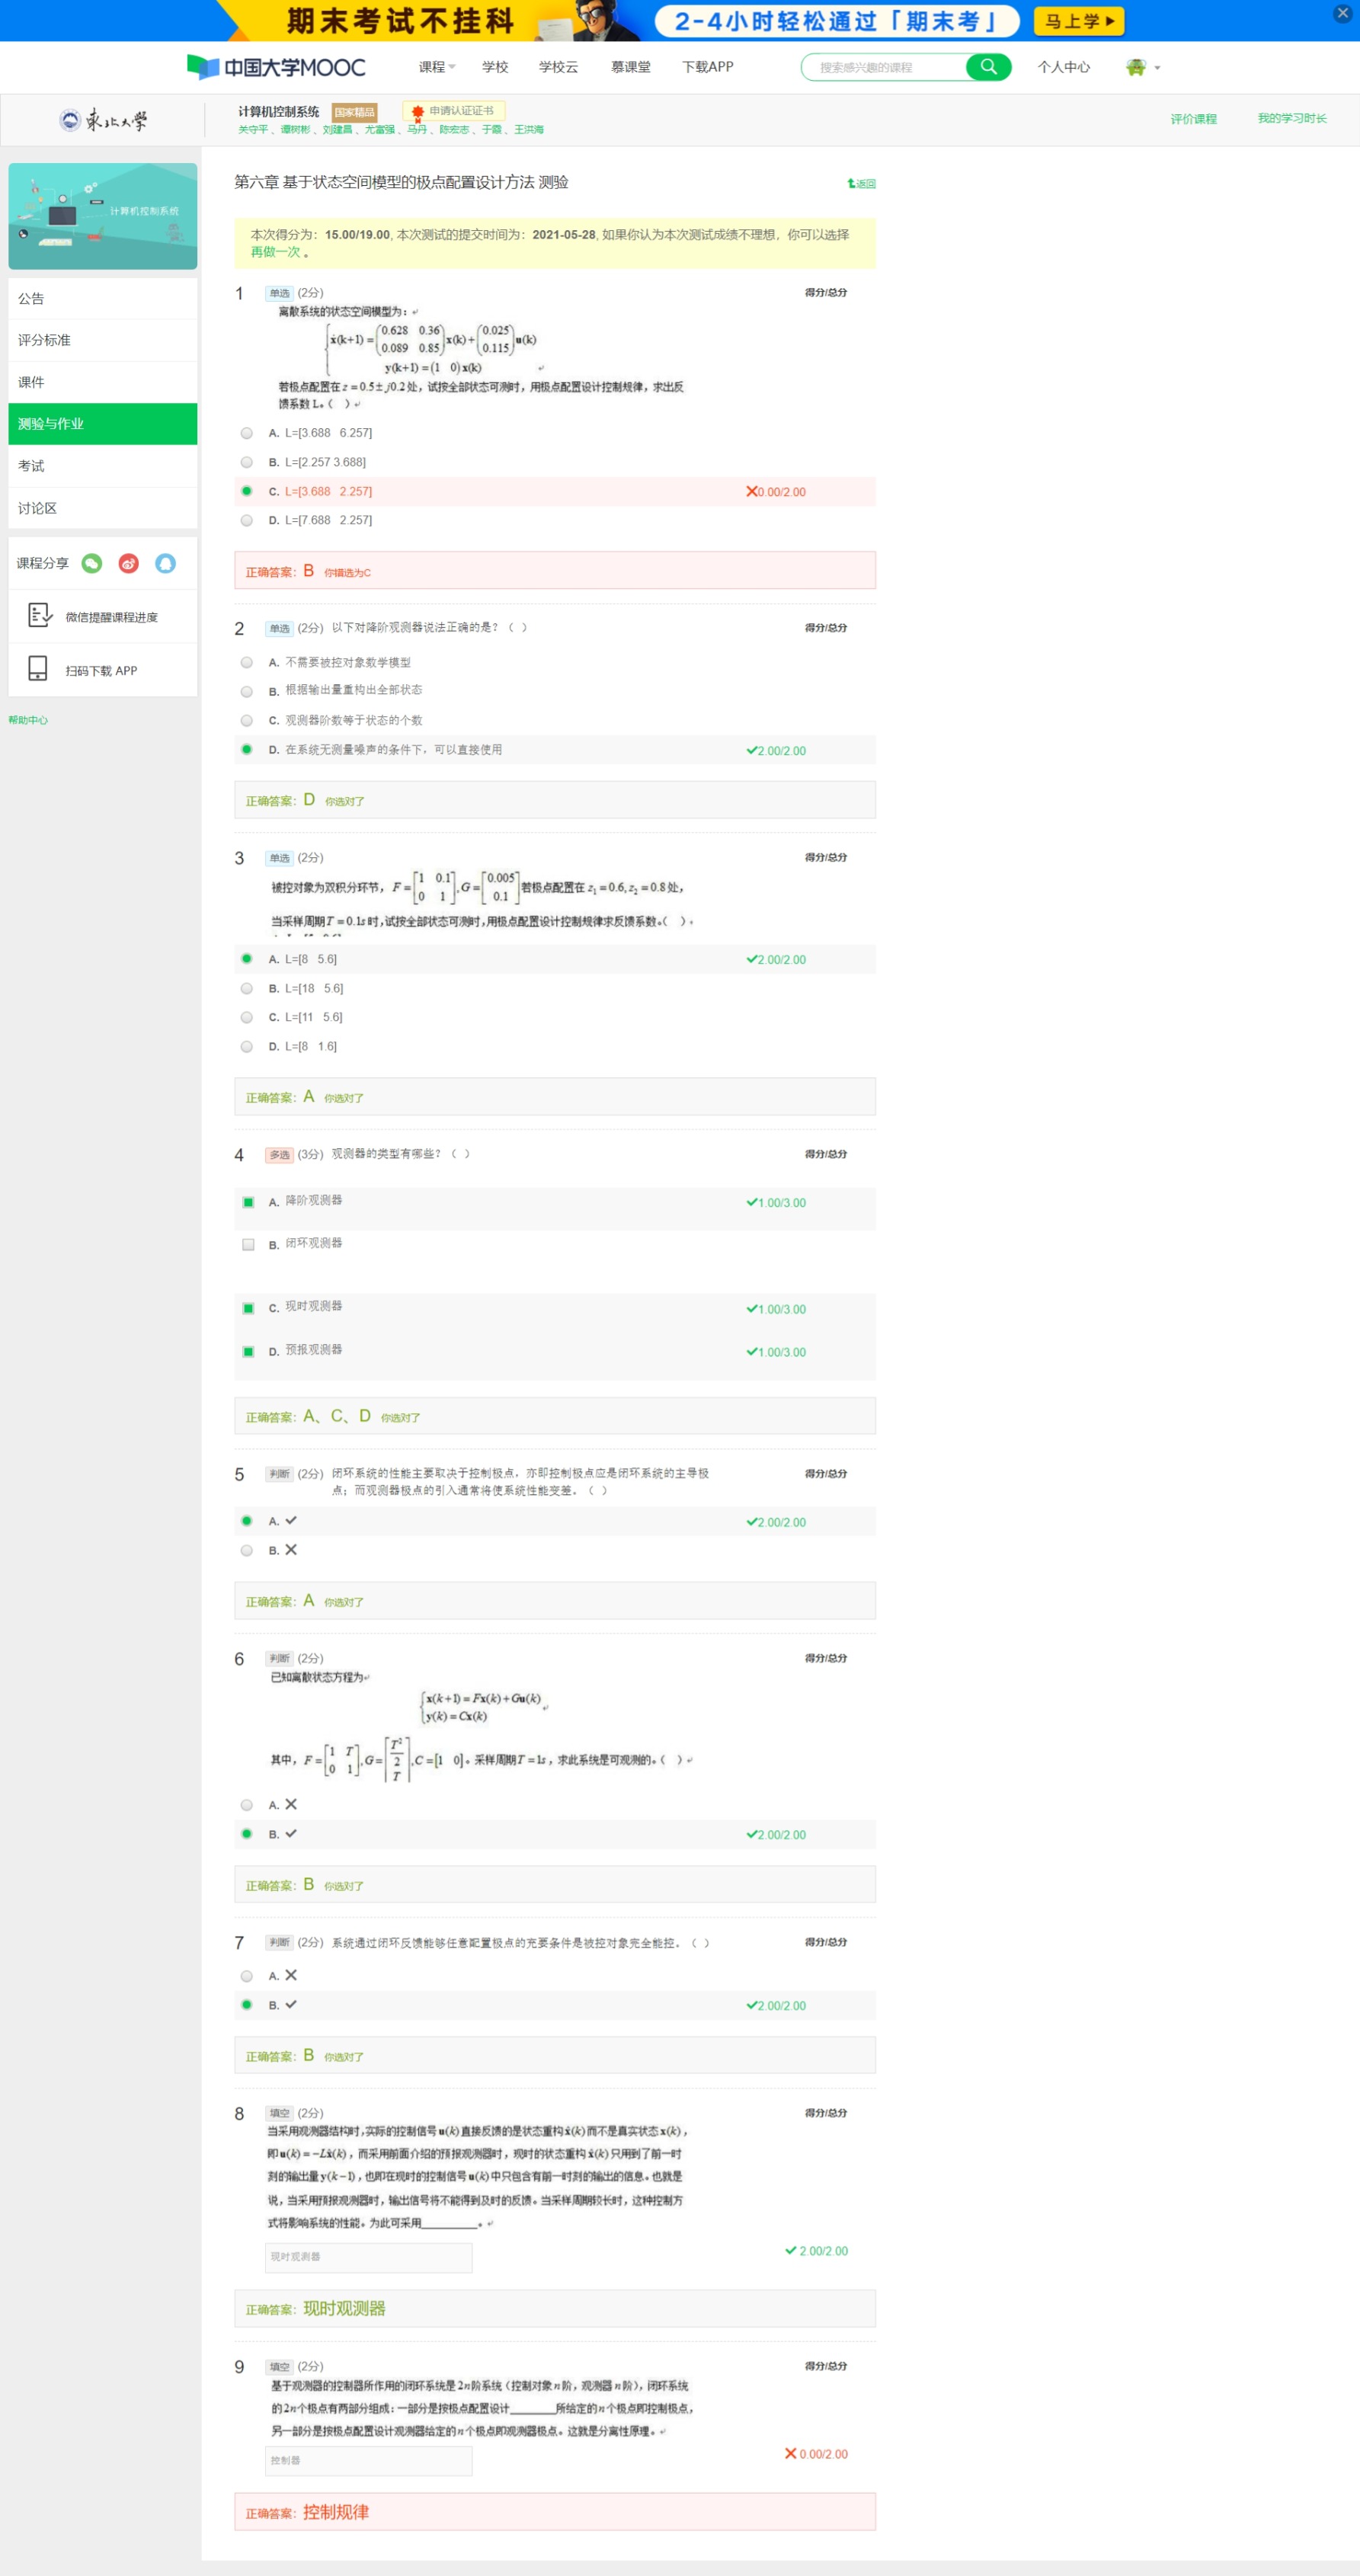 期末考试不挂科
2-4小时轻松通过「期末考」
马上学
中国大学MOOC
课程 学校 学校云 慕课堂 下载APP
搜索感兴趣的课程
个人中心
東北大学
计算机控制系统 国家精品 申请认证证书
关守平、谭树彬、刘建昌、尤富强、马丹、陈宏志、于霞、王洪海
评价课程 我的学习时长
计算机控制系统
公告
评分标准
课件
测验与作业
考试
讨论区
课程分享
微信提醒课程进度
扫码下载 APP
帮助中心
第六章 基于状态空间模型的极点配置设计方法 测验
返回
本次得分为：15.00/19.00, 本次测试的提交时间为：2021-05-28, 如果你认为本次测试成绩不理想，你可以选择
再做一次 。
1 单选 (2分) 得分/总分
离散系统的状态空间模型为：
ẋ(k+1)=(0.628 0.36; 0.089 0.85)x(k)+(0.025; 0.115)u(k)
y(k+1)=(1 0)x(k)
若极点配置在z=0.5±j0.2处，试按全部状态可测时，用极点配置设计控制规律，求出反
馈系数 L。（ ）
A. L=[3.688 6.257]
B. L=[2.257 3.688]
C. L=[3.688 2.257] 0.00/2.00
D. L=[7.688 2.257]
正确答案：B 你错选为C
2 单选 (2分) 以下对降阶观测器说法正确的是？（ ） 得分/总分
A. 不需要被控对象数学模型
B. 根据输出量重构出全部状态
C. 观测器阶数等于状态的个数
D. 在系统无测量噪声的条件下，可以直接使用 2.00/2.00
正确答案：D 你选对了
3 单选 (2分) 得分/总分
被控对象为双积分环节，F=[1 0.1; 0 1],G=[0.005; 0.1]若极点配置在 z₁=0.6,z₂=0.8处，
当采样周期T=0.1s时,试按全部状态可测时,用极点配置设计控制规律求反馈系数。（ ）
A. L=[8 5.6] 2.00/2.00
B. L=[18 5.6]
C. L=[11 5.6]
D. L=[8 1.6]
正确答案：A 你选对了
4 多选 (3分) 观测器的类型有哪些？（ ） 得分/总分
A. 降阶观测器 1.00/3.00
B. 闭环观测器
C. 现时观测器 1.00/3.00
D. 预报观测器 1.00/3.00
正确答案：A、C、D 你选对了
5 判断 (2分) 闭环系统的性能主要取决于控制极点，亦即控制极点应是闭环系统的主导极 得分/总分
点；而观测器极点的引入通常将使系统性能变差。（ ）
A. ✓ 2.00/2.00
B. ✕
正确答案：A 你选对了
6 判断 (2分) 得分/总分
已知离散状态方程为
x(k+1)=Fx(k)+Gu(k)
y(k)=Cx(k)
其中，F=[1 T; 0 1],G=[T²/2; T],C=[1 0]。采样周期T=1s，求此系统是可观测的。（ ）
A. ✕
B. ✓ 2.00/2.00
正确答案：B 你选对了
7 判断 (2分) 系统通过闭环反馈能够任意配置极点的充要条件是被控对象完全能控。（ ） 得分/总分
A. ✕
B. ✓ 2.00/2.00
正确答案：B 你选对了
8 填空 (2分) 得分/总分
当采用观测器结构时,实际的控制信号u(k)直接反馈的是状态重构x̂(k)而不是真实状态x(k)，
即u(k)=−Lx̂(k)，而采用前面介绍的预报观测器时，现时的状态重构x̂(k)只用到了前一时
刻的输出量y(k−1)，也即在现时的控制信号u(k)中只包含有前一时刻的输出的信息。也就是
说，当采用预报观测器时，输出信号将不能得到及时的反馈。当采样周期较长时，这种控制方
式将影响系统的性能。为此可采用_________。
现时观测器 2.00/2.00
正确答案：现时观测器
9 填空 (2分) 得分/总分
基于观测器的控制器所作用的闭环系统是2n阶系统（控制对象n阶，观测器n阶），闭环系统
的2n个极点有两部分组成：一部分是按极点配置设计________所给定的n个极点即控制极点，
另一部分是按极点配置设计观测器给定的n个极点即观测器极点。这就是分离性原理。
控制器 0.00/2.00
正确答案：控制规律